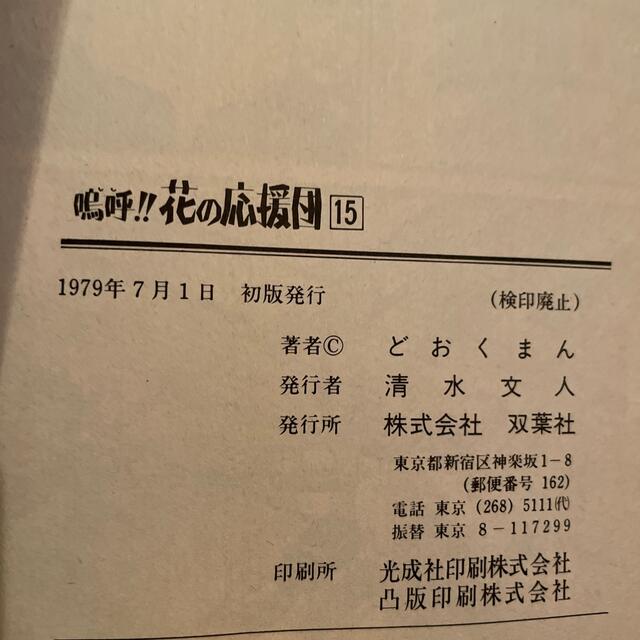 嗚呼!!花の応援団 15
1979年7月1日 初版発行 (検印廃止)
著者© どおくまん
発行者 清水文人
発行所 株式会社 双葉社
東京都新宿区神楽坂1-8
(郵便番号 162)
電話 東京 (268) 5111㈹
振替 東京 8-117299
印刷所 光成社印刷株式会社
凸版印刷株式会社